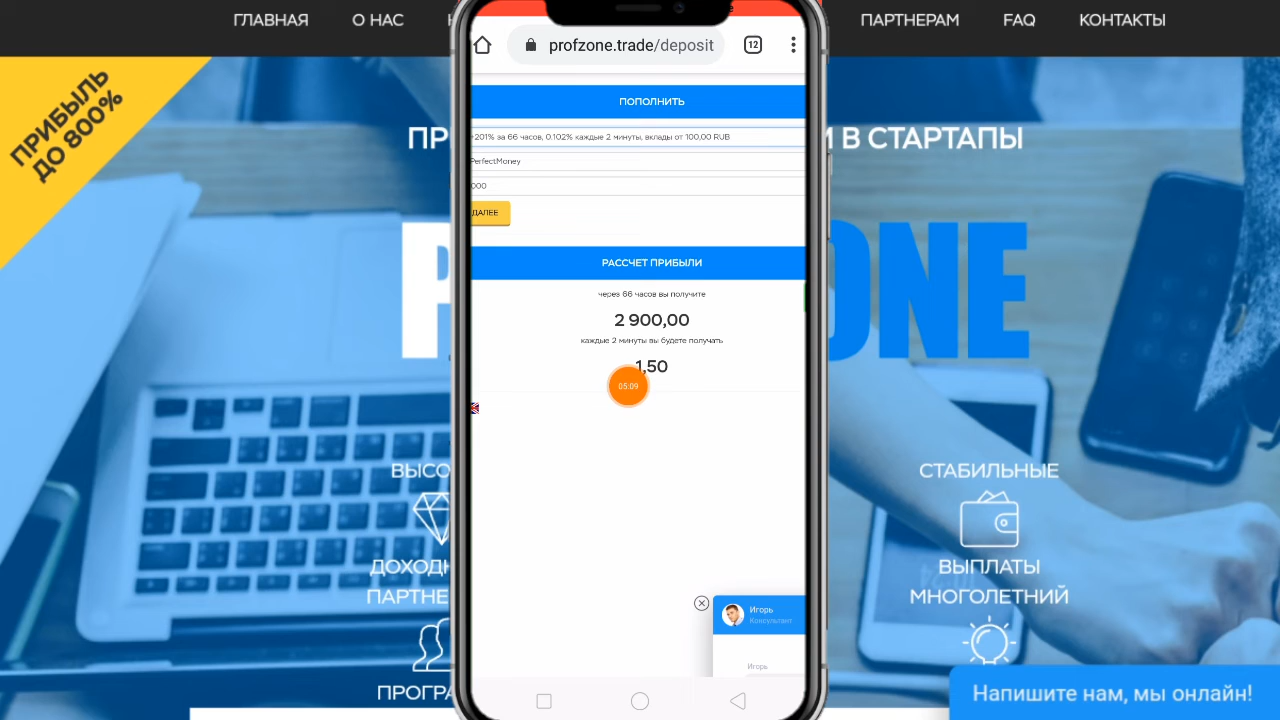 ГЛАВНАЯ
О НАС
ПАРТНЕРАМ
FAQ
КОНТАКТЫ
ПРИБЫЛЬ
ДО 800%
profzone.trade/deposit
12
ПОПОЛНИТЬ
+201% за 66 часов, 0.102% каждые 2 минуты, вклады от 100,00 RUB
PerfectMoney
000
ДАЛЕЕ
РАССЧЕТ ПРИБЫЛИ
через 66 часов вы получите
2 900,00
каждые 2 минуты вы будете получать
1,50
05:09
И В СТАРТАПЫ
ONE
СТАБИЛЬНЫЕ
ВЫПЛАТЫ
МНОГОЛЕТНИЙ
Игорь
Консультант
Игорь
Напишите нам, мы онлайн!